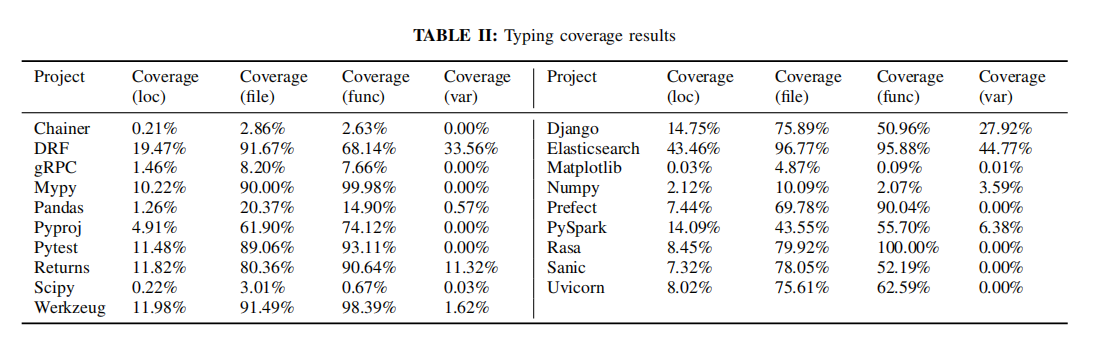 TABLE II: Typing coverage results
Project Coverage (loc) Coverage (file) Coverage (func) Coverage (var) Project Coverage (loc) Coverage (file) Coverage (func) Coverage (var)
Chainer 0.21% 2.86% 2.63% 0.00% Django 14.75% 75.89% 50.96% 27.92%
DRF 19.47% 91.67% 68.14% 33.56% Elasticsearch 43.46% 96.77% 95.88% 44.77%
gRPC 1.46% 8.20% 7.66% 0.00% Matplotlib 0.03% 4.87% 0.09% 0.01%
Mypy 10.22% 90.00% 99.98% 0.00% Numpy 2.12% 10.09% 2.07% 3.59%
Pandas 1.26% 20.37% 14.90% 0.57% Prefect 7.44% 69.78% 90.04% 0.00%
Pyproj 4.91% 61.90% 74.12% 0.00% PySpark 14.09% 43.55% 55.70% 6.38%
Pytest 11.48% 89.06% 93.11% 0.00% Rasa 8.45% 79.92% 100.00% 0.00%
Returns 11.82% 80.36% 90.64% 11.32% Sanic 7.32% 78.05% 52.19% 0.00%
Scipy 0.22% 3.01% 0.67% 0.03% Uvicorn 8.02% 75.61% 62.59% 0.00%
Werkzeug 11.98% 91.49% 98.39% 1.62%